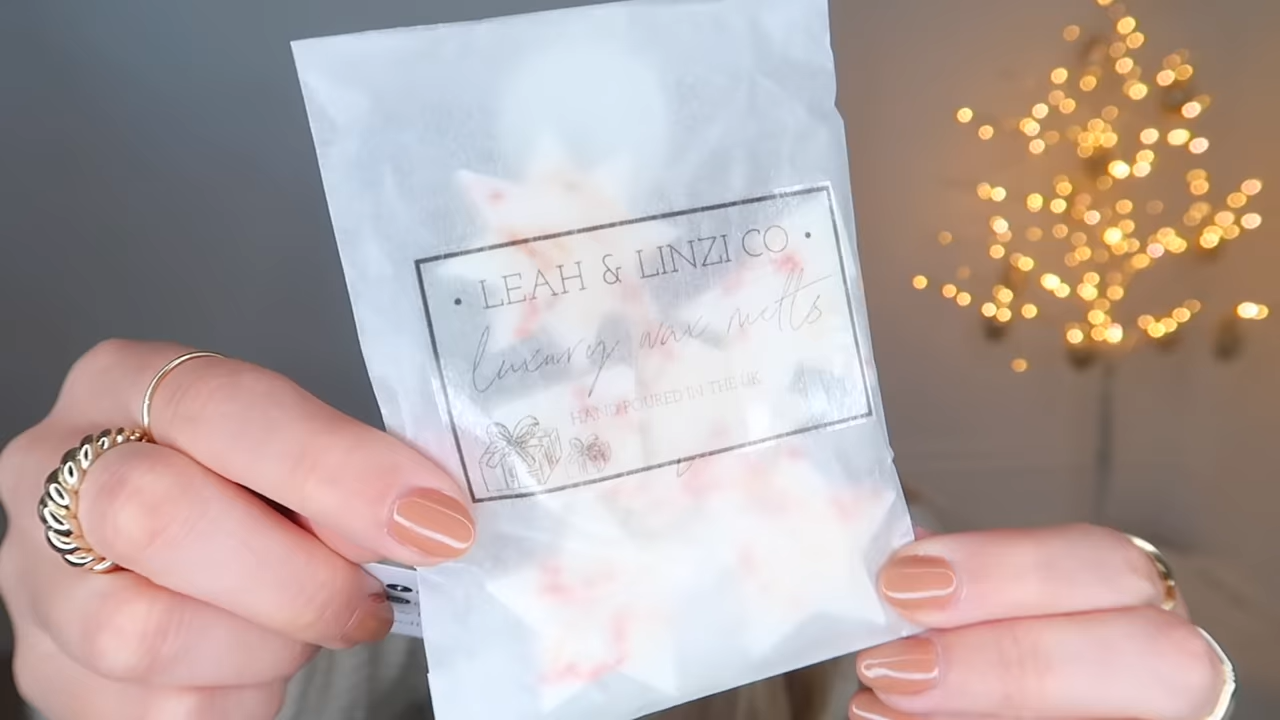 • LEAH & LINZI CO •
luxury wax melts
HAND POURED IN THE UK